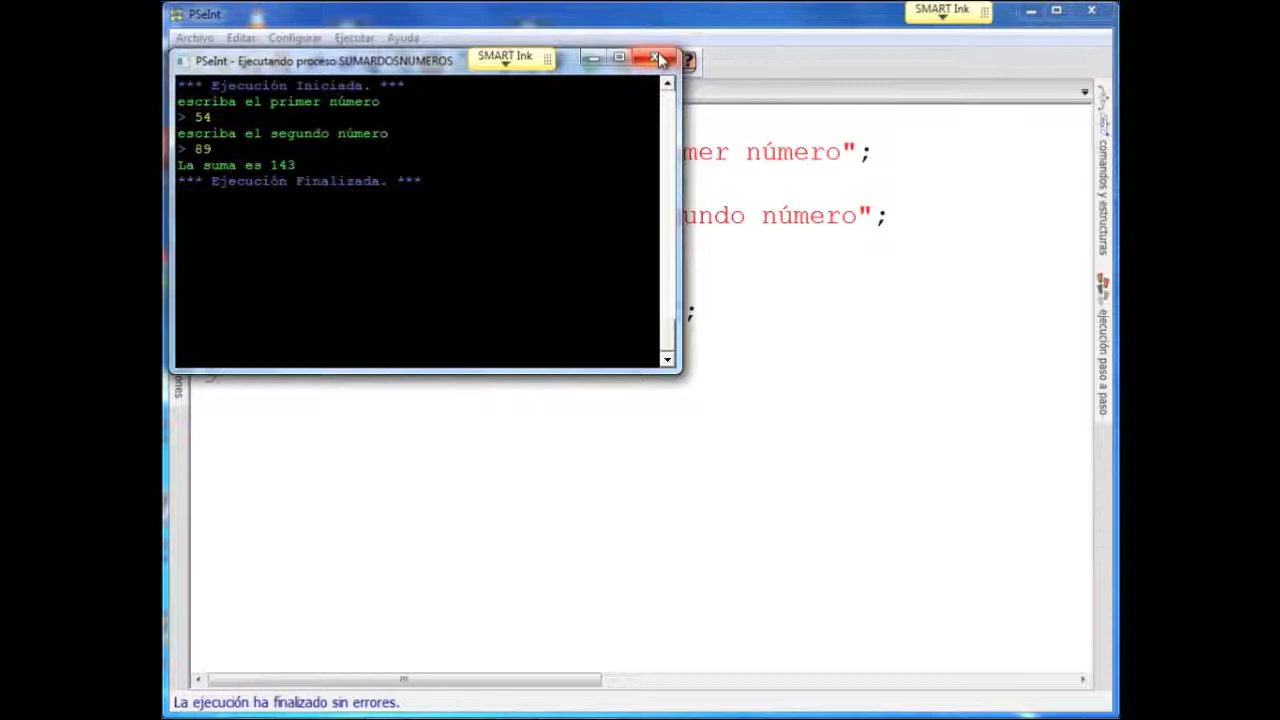 PSeInt
SMART Ink
Archivo Editar Configurar Ejecutar Ayuda
PSeInt - Ejecutando proceso SUMARDOSNUMEROS
SMART Ink
*** Ejecución Iniciada. ***
escriba el primer número
> 54
escriba el segundo número
> 89
La suma es 143
*** Ejecución Finalizada. ***
mer número";
undo número";
;
ones
comandos y estructuras
ejecución paso a paso
La ejecución ha finalizado sin errores.